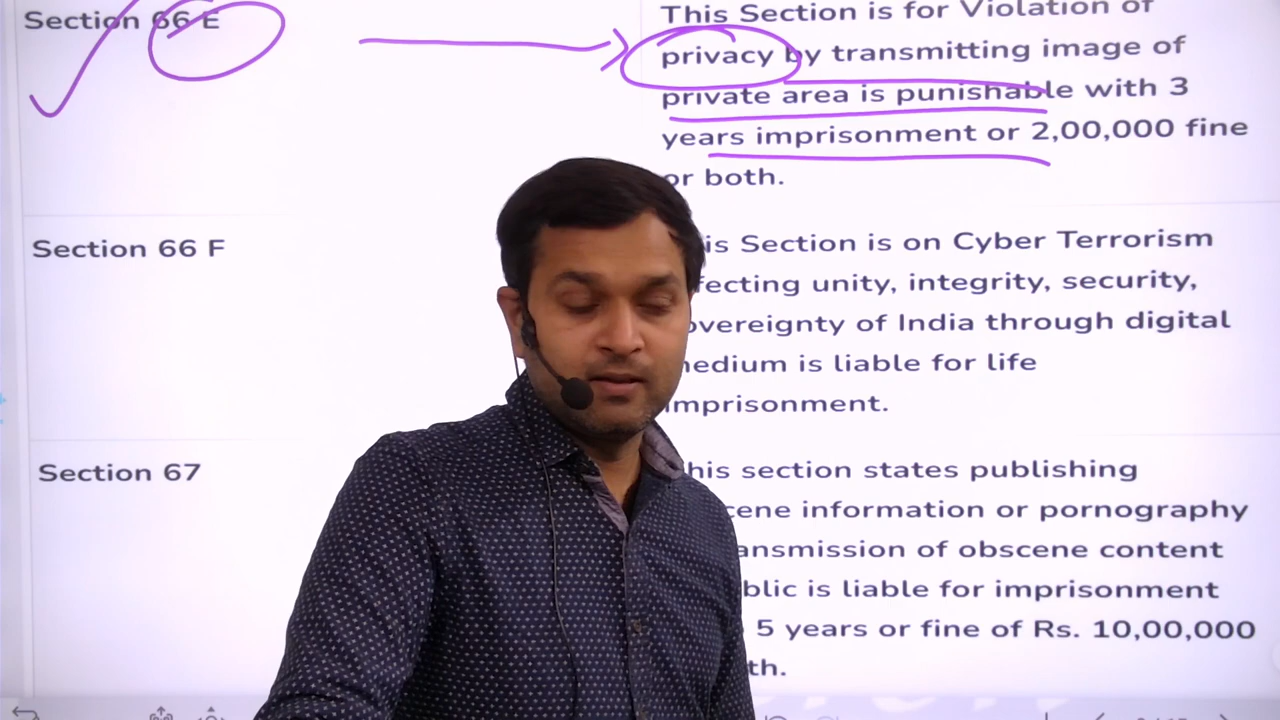 Section 66 E
This Section is for Violation of
privacy by transmitting image of
private area is punishable with 3
years imprisonment or 2,00,000 fine
or both.
Section 66 F
is Section is on Cyber Terrorism
fecting unity, integrity, security,
overeignty of India through digital
medium is liable for life
imprisonment.
Section 67
his section states publishing
cene information or pornography
ansmission of obscene content
blic is liable for imprisonment
5 years or fine of Rs. 10,00,000
th.